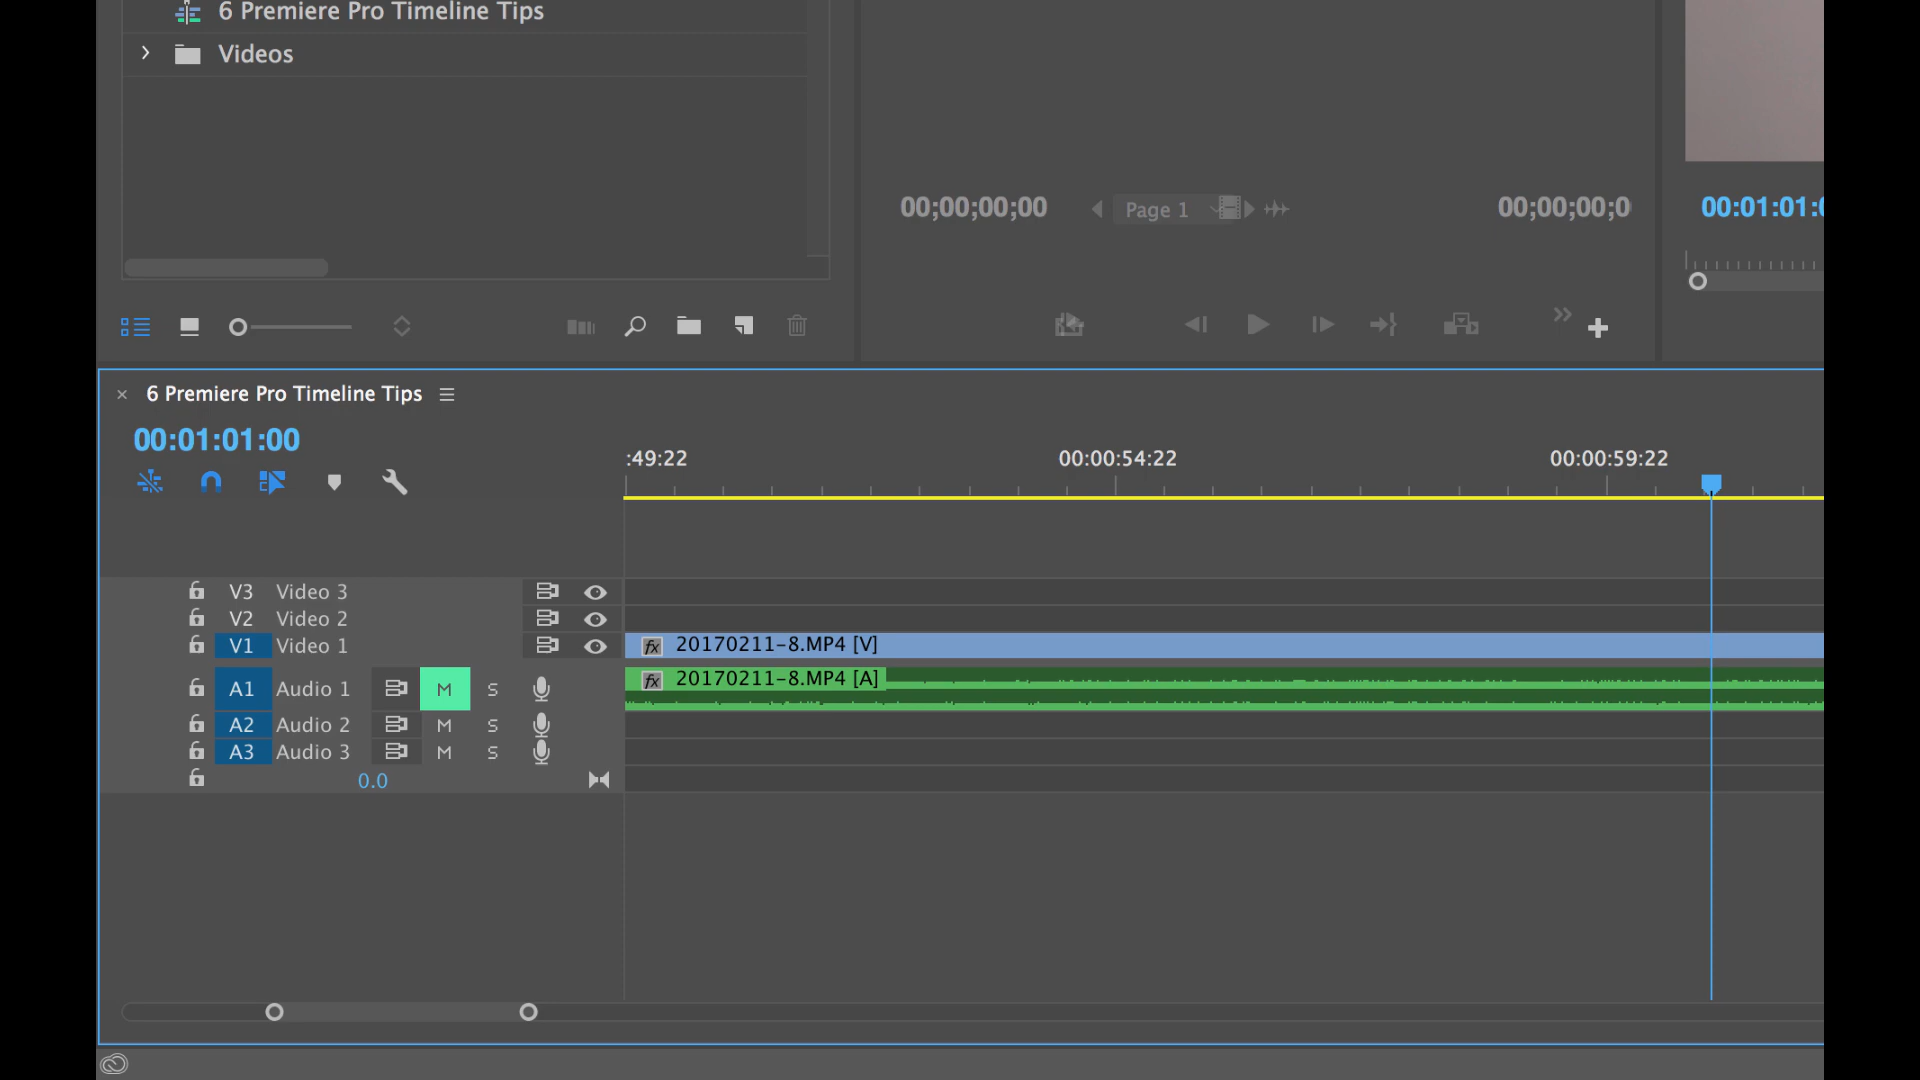 6 Premiere Pro Timeline Tips
Videos
00;00;00;00
Page 1
00;00;00;0
00:01:01:0
6 Premiere Pro Timeline Tips
00:01:01:00
:49:22
00:00:54:22
00:00:59:22
V3 Video 3
V2 Video 2
V1 Video 1
fx 20170211-8.MP4 [V]
A1 Audio 1 M S
fx 20170211-8.MP4 [A]
A2 Audio 2 M S
A3 Audio 3 M S
0.0